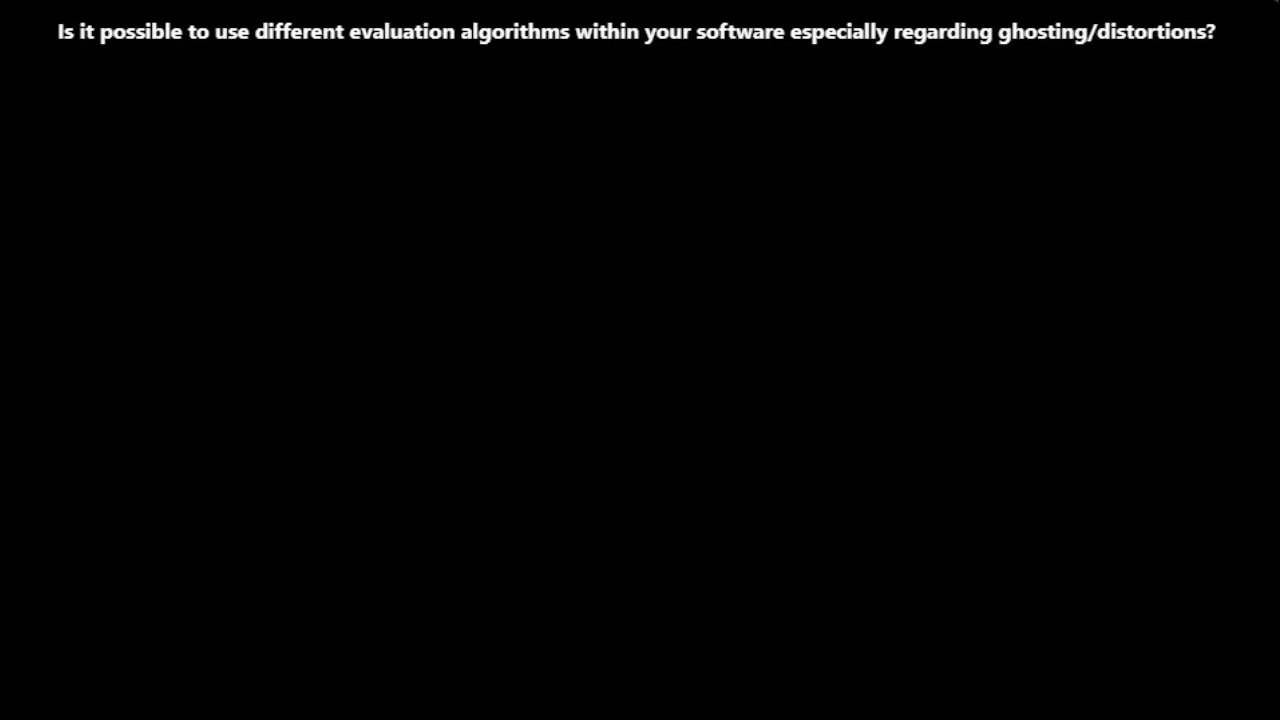 Is it possible to use different evaluation algorithms within your software especially regarding ghosting/distortions?